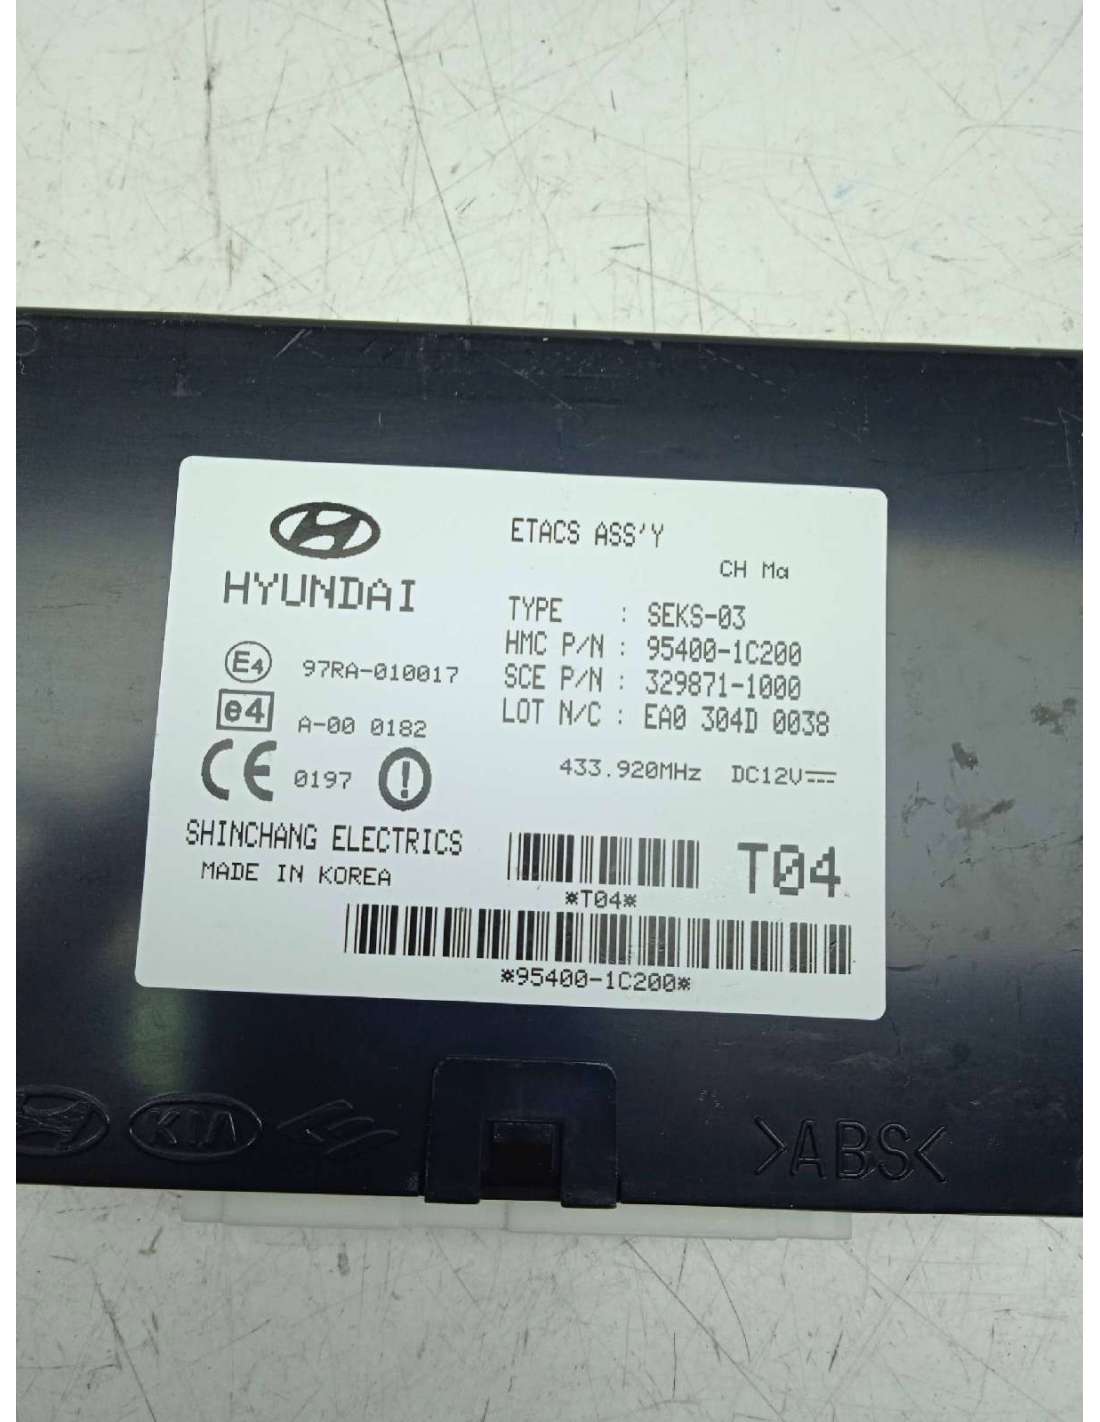 HYUNDAI
ETACS ASS'Y
CH Ma
TYPE : SEKS-03
HMC P/N : 95400-1C200
SCE P/N : 329871-1000
LOT N/C : EA0 304D 0038
E4 97RA-010017
e4 A-00 0182
CE 0197
433.920MHz DC12V
SHINCHANG ELECTRICS
MADE IN KOREA
T04
*T04*
*95400-1C200*
KIA
>ABS<